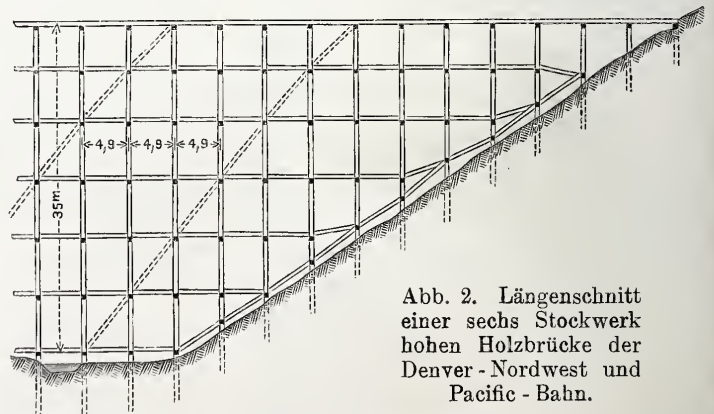 4,9 4,9 4,9
35m
Abb. 2. Längenschnitt
einer sechs Stockwerk
hohen Holzbrücke der
Denver - Nordwest und
Pacific - Bahn.